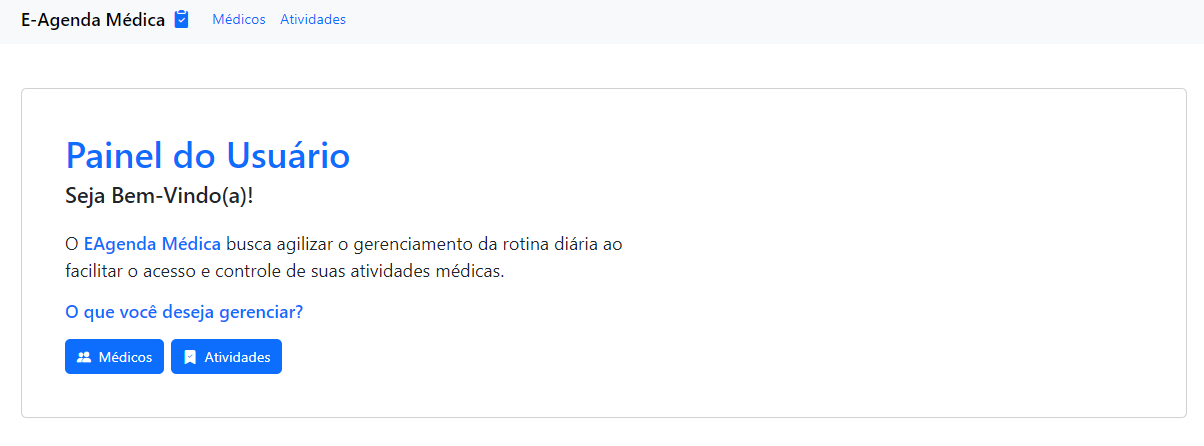 E-Agenda Médica Médicos Atividades
Painel do Usuário
Seja Bem-Vindo(a)!
O EAgenda Médica busca agilizar o gerenciamento da rotina diária ao
facilitar o acesso e controle de suas atividades médicas.
O que você deseja gerenciar?
Médicos Atividades